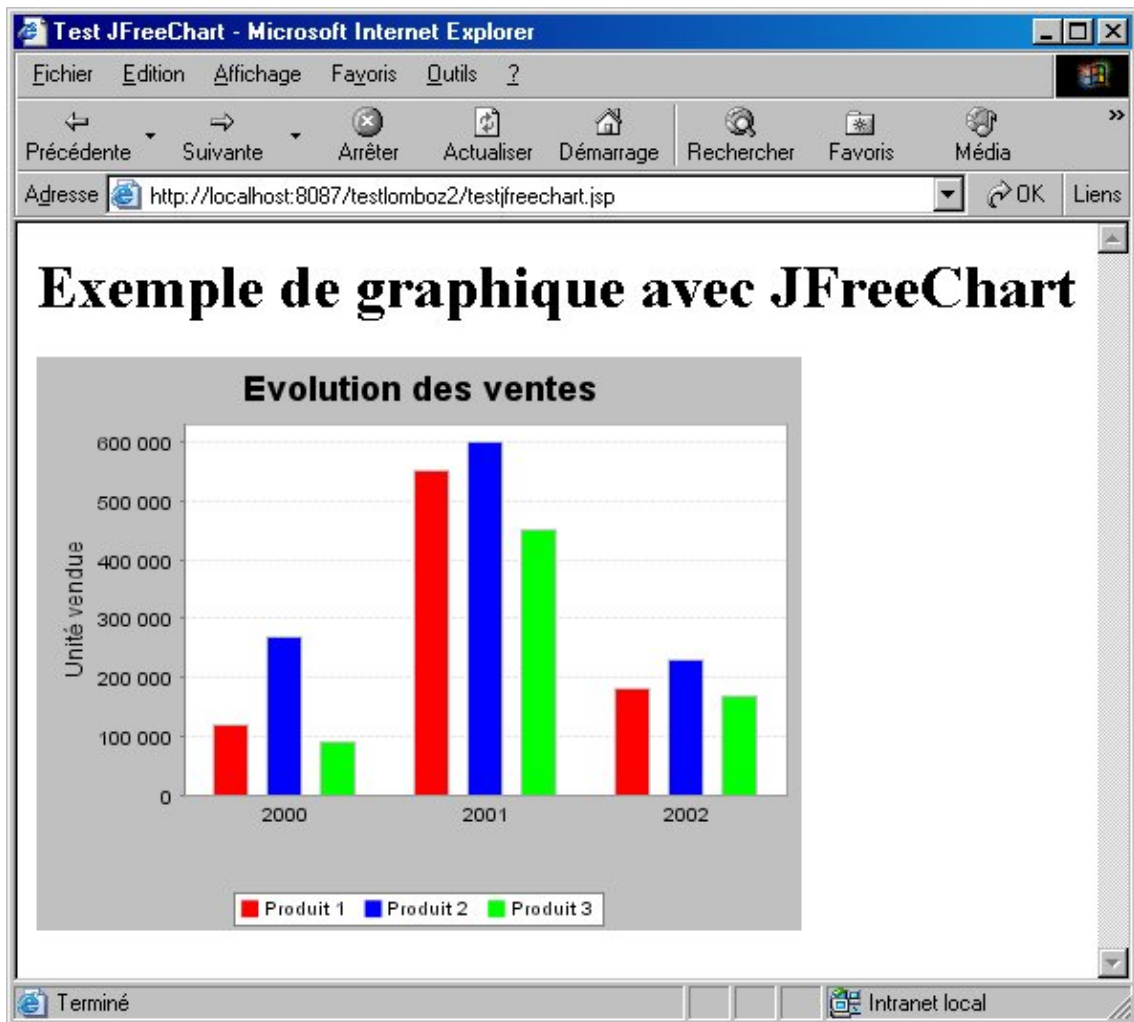 Test JFreeChart - Microsoft Internet Explorer
Fichier Edition Affichage Favoris Outils ?
Précédente Suivante Arrêter Actualiser Démarrage Rechercher Favoris Média »
Adresse http://localhost:8087/testlomboz2/testjfreechart.jsp OK Liens
Exemple de graphique avec JFreeChart
Evolution des ventes
Unité vendue
600 000
500 000
400 000
300 000
200 000
100 000
0
2000 2001 2002
Produit 1 Produit 2 Produit 3
Terminé Intranet local